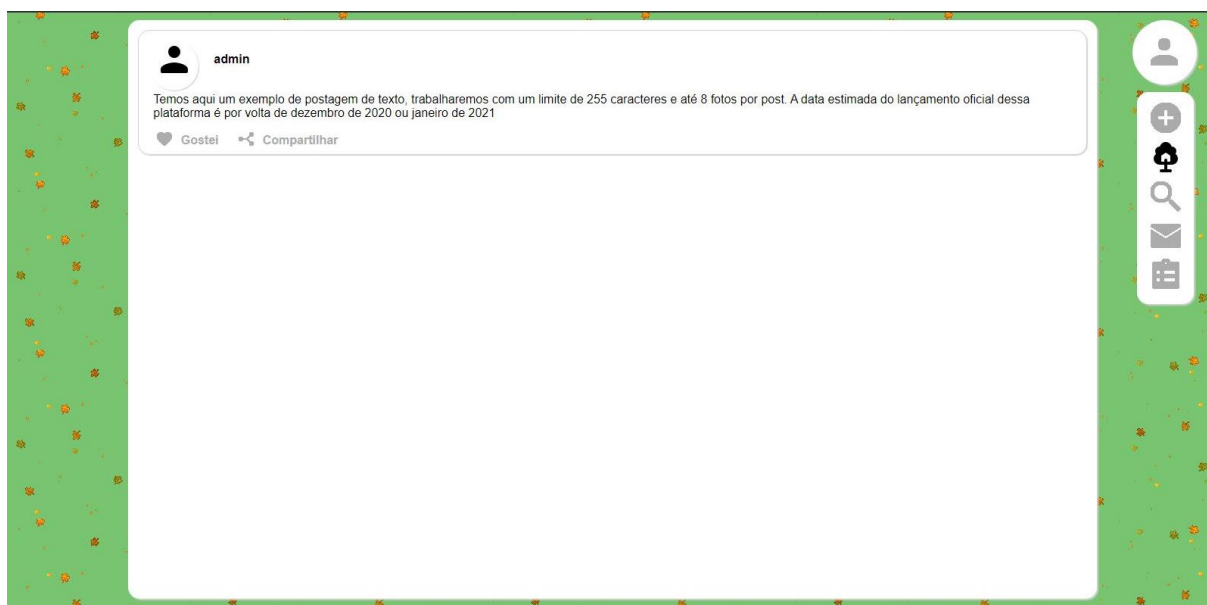 admin
Temos aqui um exemplo de postagem de texto, trabalharemos com um limite de 255 caracteres e até 8 fotos por post. A data estimada do lançamento oficial dessa
plataforma é por volta de dezembro de 2020 ou janeiro de 2021
Gostei Compartilhar